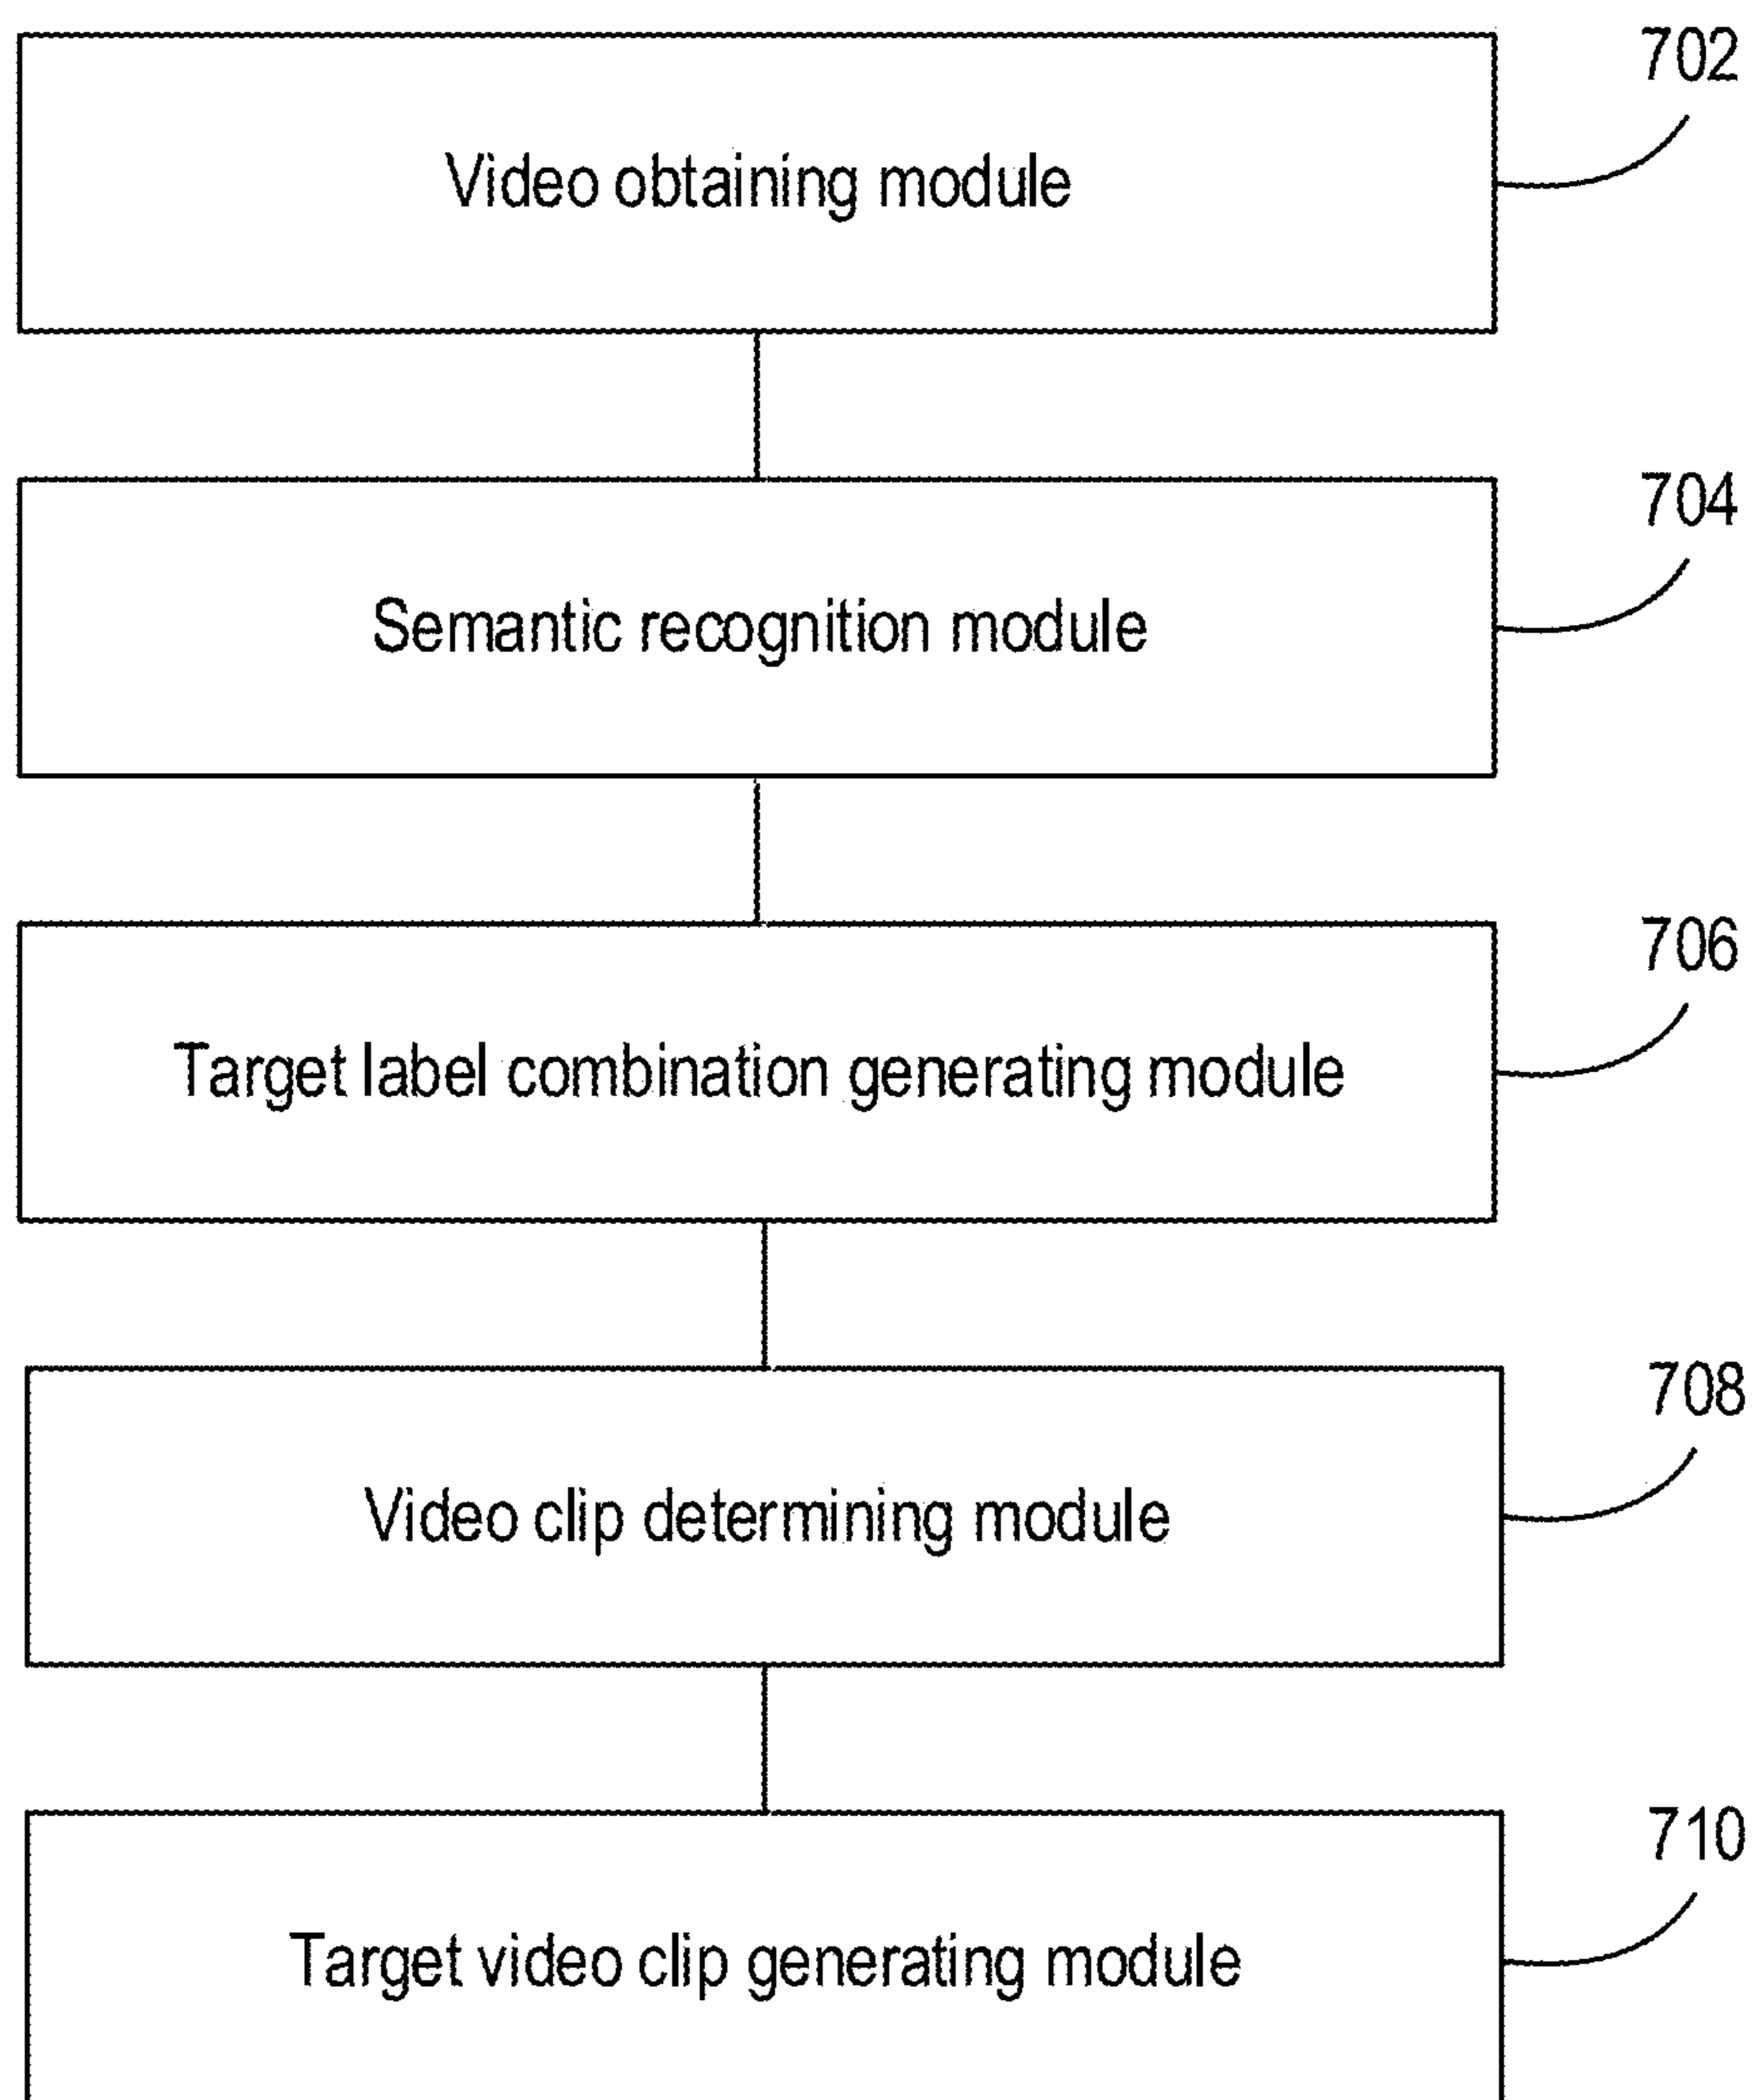 702
Video obtaining module
704
Semantic recognition module
706
Target label combination generating module
708
Video clip determining module
710
Target video clip generating module